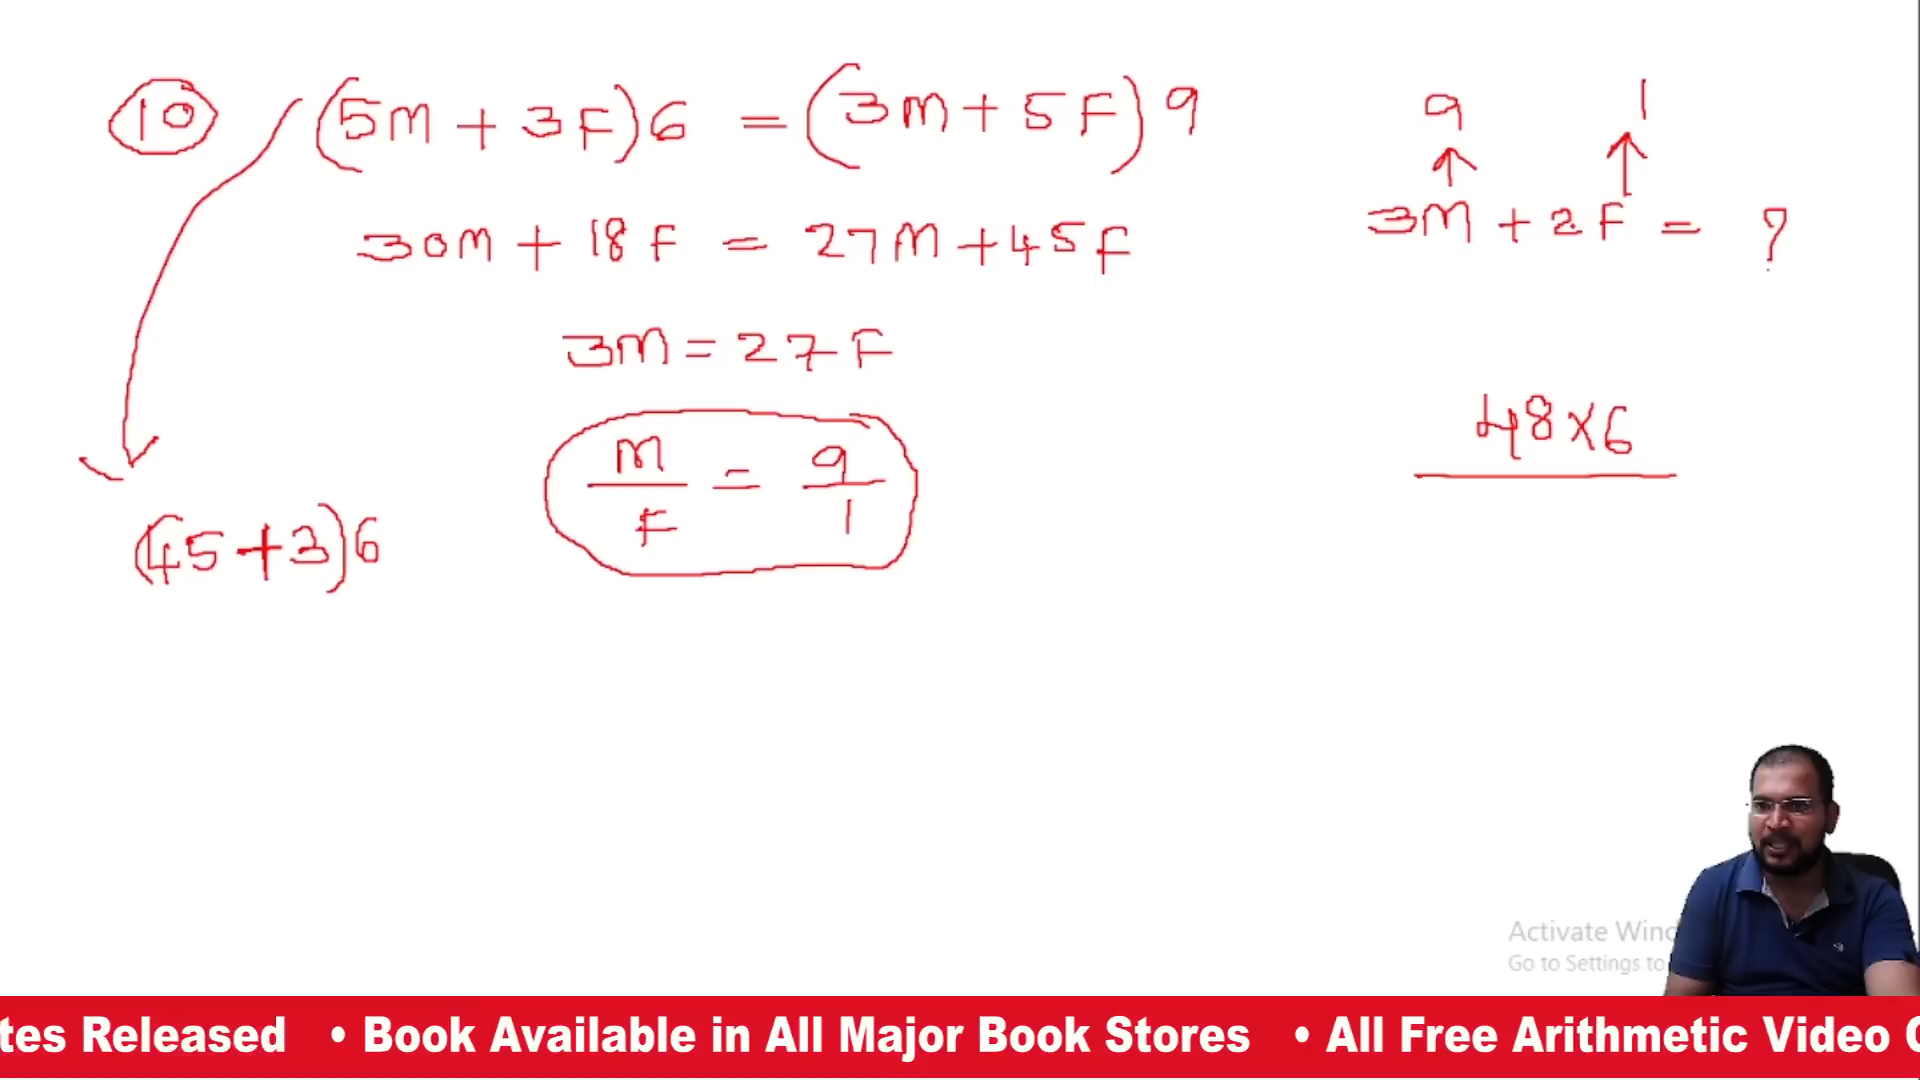 10 (5M + 3F)6 = (3M + 5F)9
30M + 18F = 27M + 45F
3M = 27F
M/F = 9/1
(45+3)6
9 1
3M + 2F = ?
48×6
Activate Wind
Go to Settings to
tes Released • Book Available in All Major Book Stores • All Free Arithmetic Video C